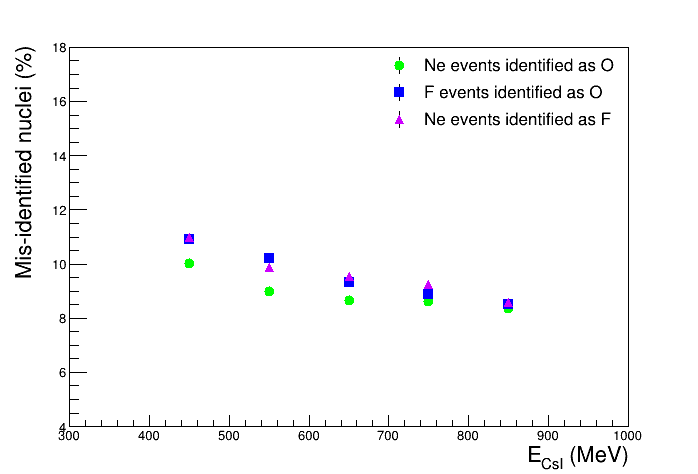 Mis-identified nuclei (%)
18
16
14
12
10
8
6
4
Ne events identified as O
F events identified as O
Ne events identified as F
300 400 500 600 700 800 900 1000
E_CsI (MeV)